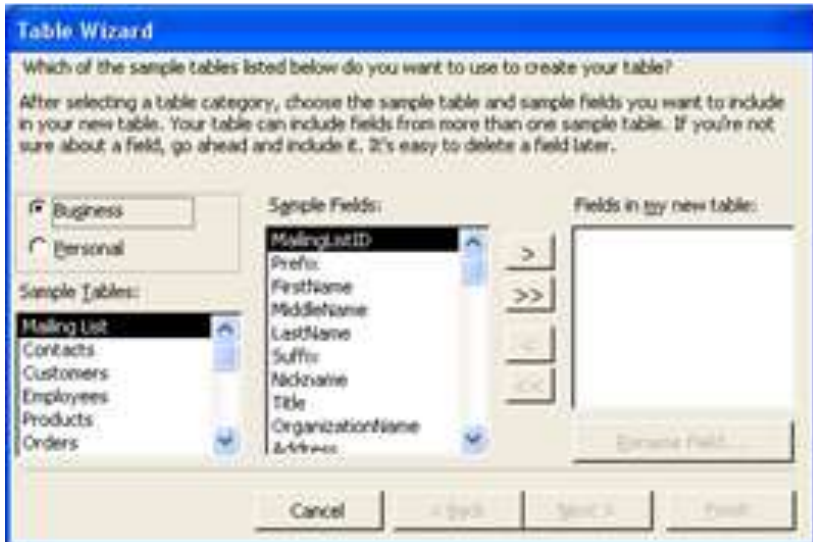 Table Wizard
Which of the sample tables listed below do you want to use to create your table?
After selecting a table category, choose the sample table and sample fields you want to include
in your new table. Your table can include fields from more than one sample table. If you're not
sure about a field, go ahead and include it. It's easy to delete a field later.
Business
Personal
Sample Tables:
Mailing List
Contacts
Customers
Employees
Products
Orders
Sample Fields:
MailingListID
Prefix
FirstName
MiddleName
LastName
Suffix
Nickname
Title
OrganizationName
Address
>
>>
<
<<
Fields in my new table:
Rename Field...
Cancel
< Back
Next >
Finish